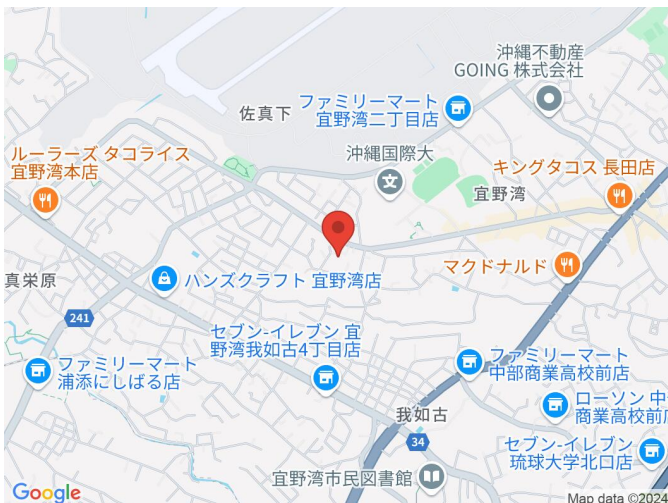 沖縄不動産
GOING 株式会社
佐真下
ファミリーマート
宜野湾二丁目店
ルーラーズ タコライス
宜野湾本店
沖縄国際大
文
キングタコス 長田店
宜野湾
マクドナルド
真栄原
ハンズクラフト 宜野湾店
241
セブン-イレブン 宜
野湾我如古4丁目店
ファミリーマート
浦添にしばる店
ファミリーマート
中部商業高校前店
ローソン 中
商業高校前店
我如古
34
セブン-イレブン
琉球大学北口店
宜野湾市民図書館
Google
Map data ©2024